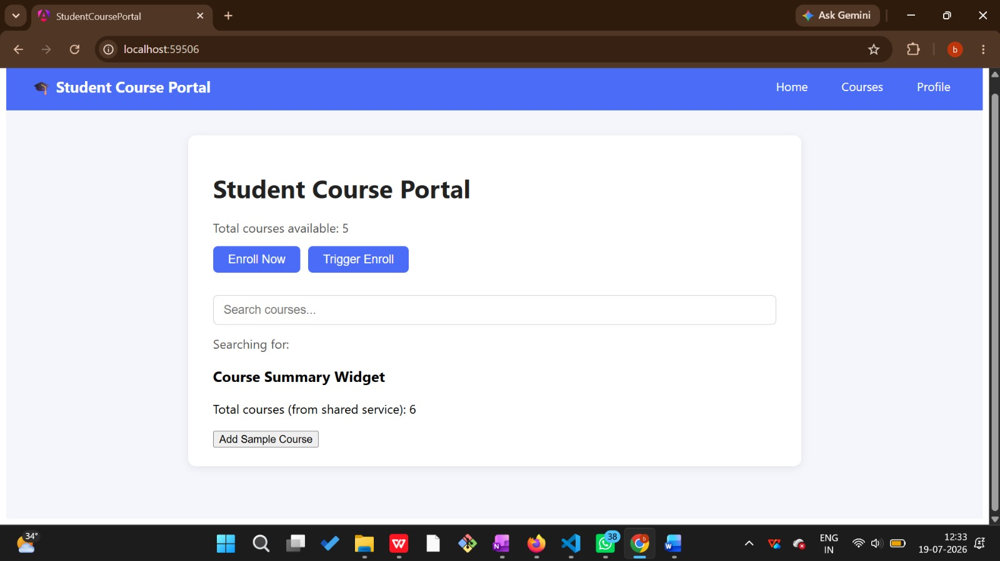 StudentCoursePortal
Ask Gemini
localhost:59506
b
Student Course Portal
Home
Courses
Profile
Student Course Portal
Total courses available: 5
Enroll Now
Trigger Enroll
Search courses...
Searching for:
Course Summary Widget
Total courses (from shared service): 6
Add Sample Course
34°
38
ENG
IN
12:33
19-07-2026